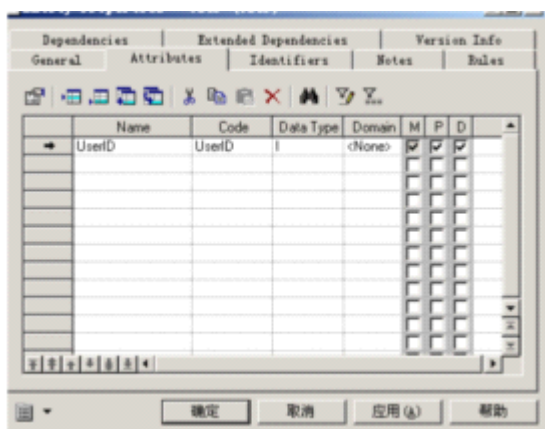 Dependencies Extended Dependencies Version Info
General Attributes Identifiers Notes Rules
Name Code Data Type Domain M P D
UserID UserID I <None>
确定 取消 应用(A) 帮助